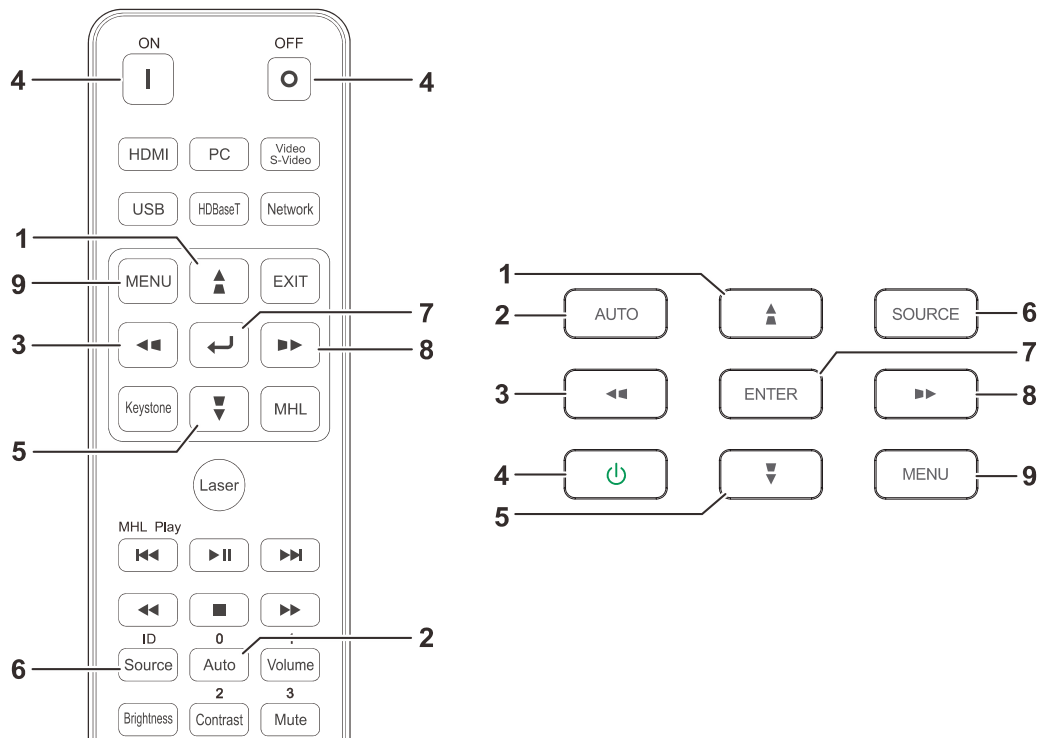 ON OFF
4 4
HDMI PC Video S-Video
USB HDBaseT Network
1
9 MENU EXIT
7
3 8
Keystone MHL
5
Laser
MHL Play
ID 0 1
2
6 Source Auto Volume
2 3
Brightness Contrast Mute
1
2 AUTO SOURCE 6
7
3 ENTER 8
4
5 MENU 9